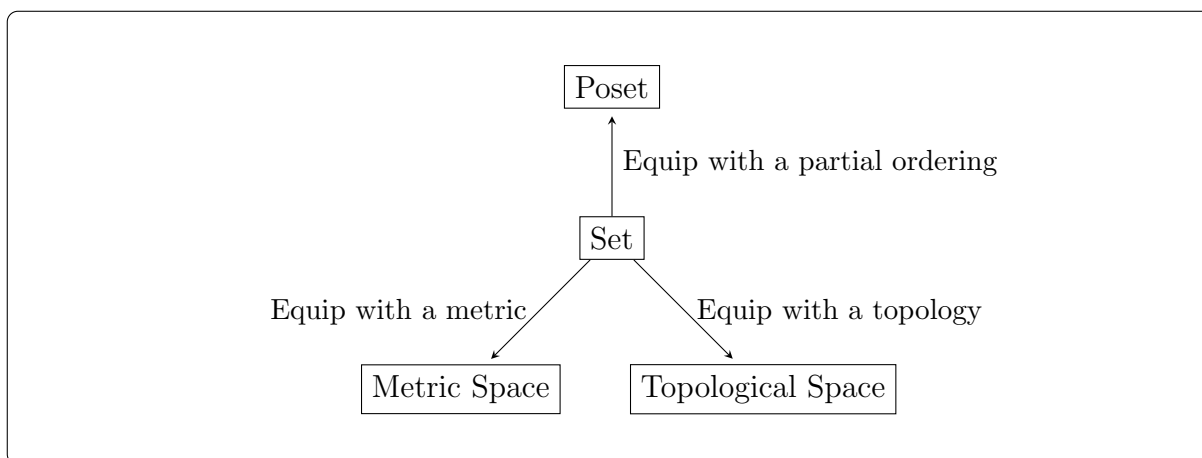 Poset
Equip with a partial ordering
Set
Equip with a metric
Equip with a topology
Metric Space
Topological Space